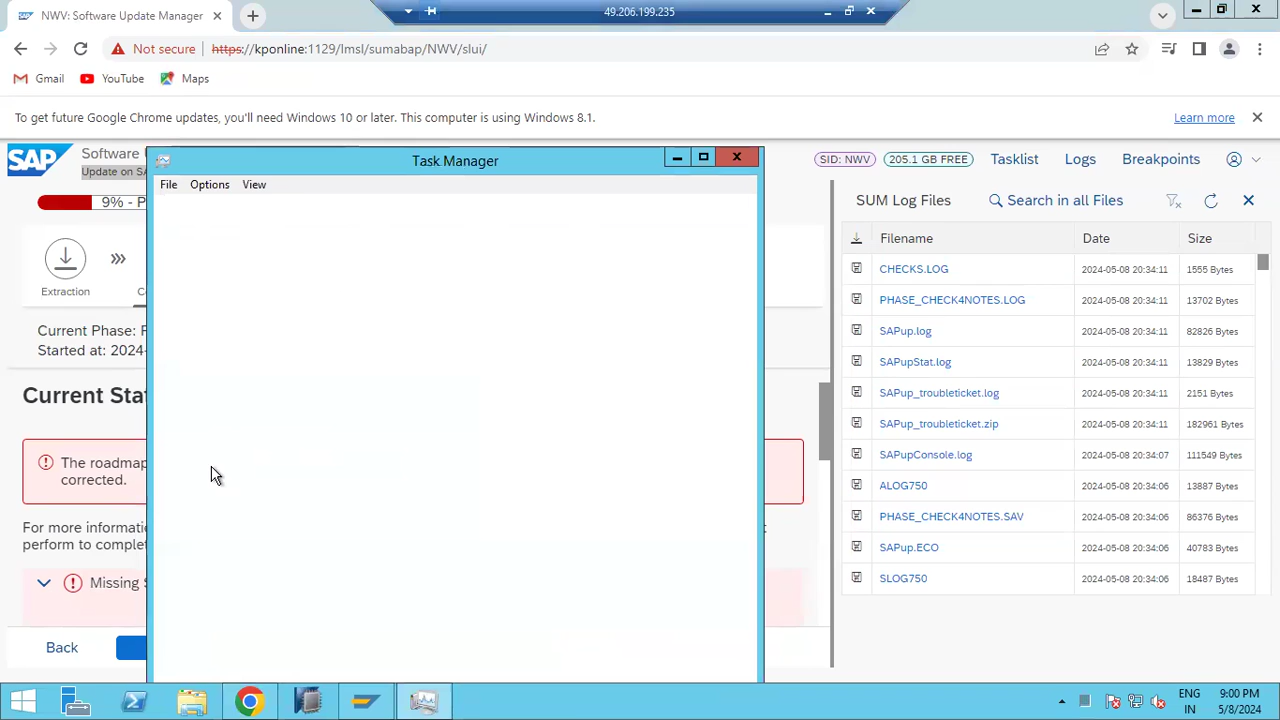 NWV: Software Update Manager
49.206.199.235
Not secure
https://kponline:1129/lmsl/sumabap/NWV/slui/
Gmail
YouTube
Maps
To get future Google Chrome updates, you'll need Windows 10 or later. This computer is using Windows 8.1.
Learn more
SAP
Software
Update on SA
SID: NWV
205.1 GB FREE
Tasklist
Logs
Breakpoints
Task Manager
File
Options
View
9% - P
SUM Log Files
Search in all Files
Extraction
C
Filename Date Size
CHECKS.LOG 2024-05-08 20:34:11 1555 Bytes
PHASE_CHECK4NOTES.LOG 2024-05-08 20:34:11 13702 Bytes
SAPup.log 2024-05-08 20:34:11 82826 Bytes
SAPupStat.log 2024-05-08 20:34:11 13829 Bytes
SAPup_troubleticket.log 2024-05-08 20:34:11 2151 Bytes
SAPup_troubleticket.zip 2024-05-08 20:34:11 182961 Bytes
SAPupConsole.log 2024-05-08 20:34:07 111549 Bytes
ALOG750 2024-05-08 20:34:06 13887 Bytes
PHASE_CHECK4NOTES.SAV 2024-05-08 20:34:06 86376 Bytes
SAPup.ECO 2024-05-08 20:34:06 40783 Bytes
SLOG750 2024-05-08 20:34:06 18487 Bytes
Current Phase: P
Started at: 2024-
Current Stat
The roadmap
corrected.
For more informatio
perform to complet
Missing S
Back
ENG
IN
9:00 PM
5/8/2024